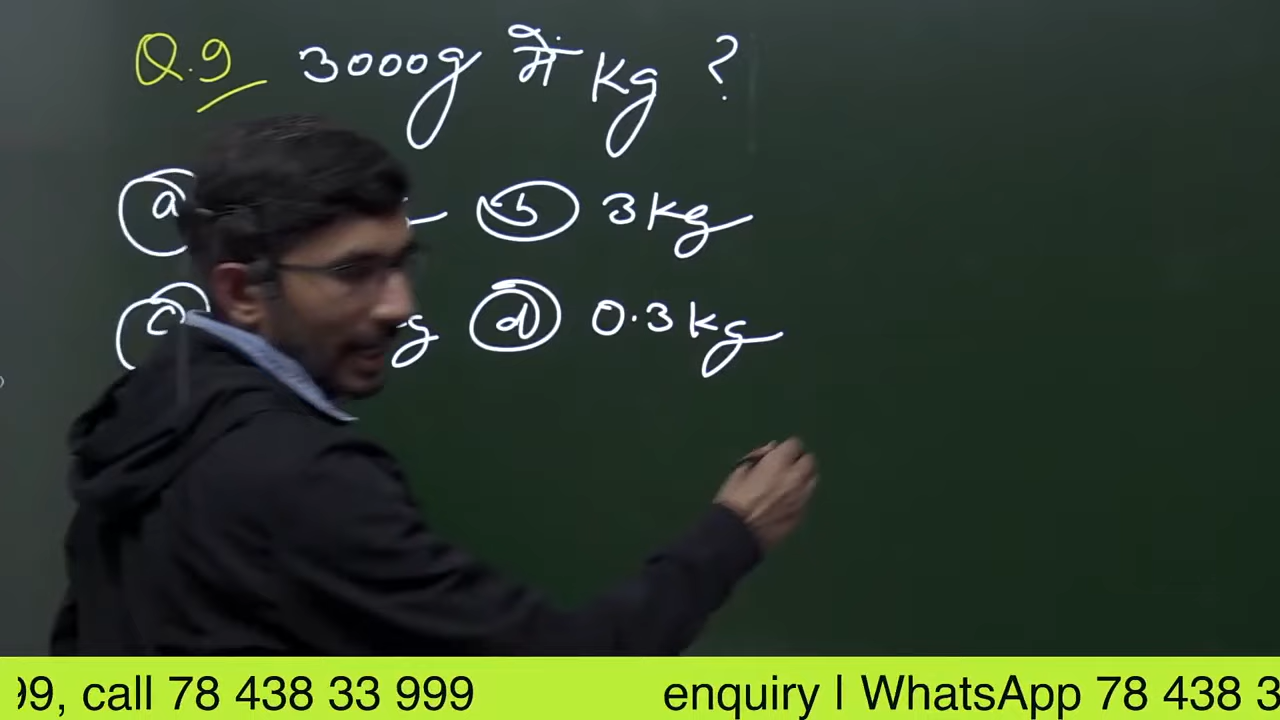 Q.9 3000g में Kg ?
a b 3kg
c g d 0.3kg
99, call 78 438 33 999 enquiry | WhatsApp 78 438 3